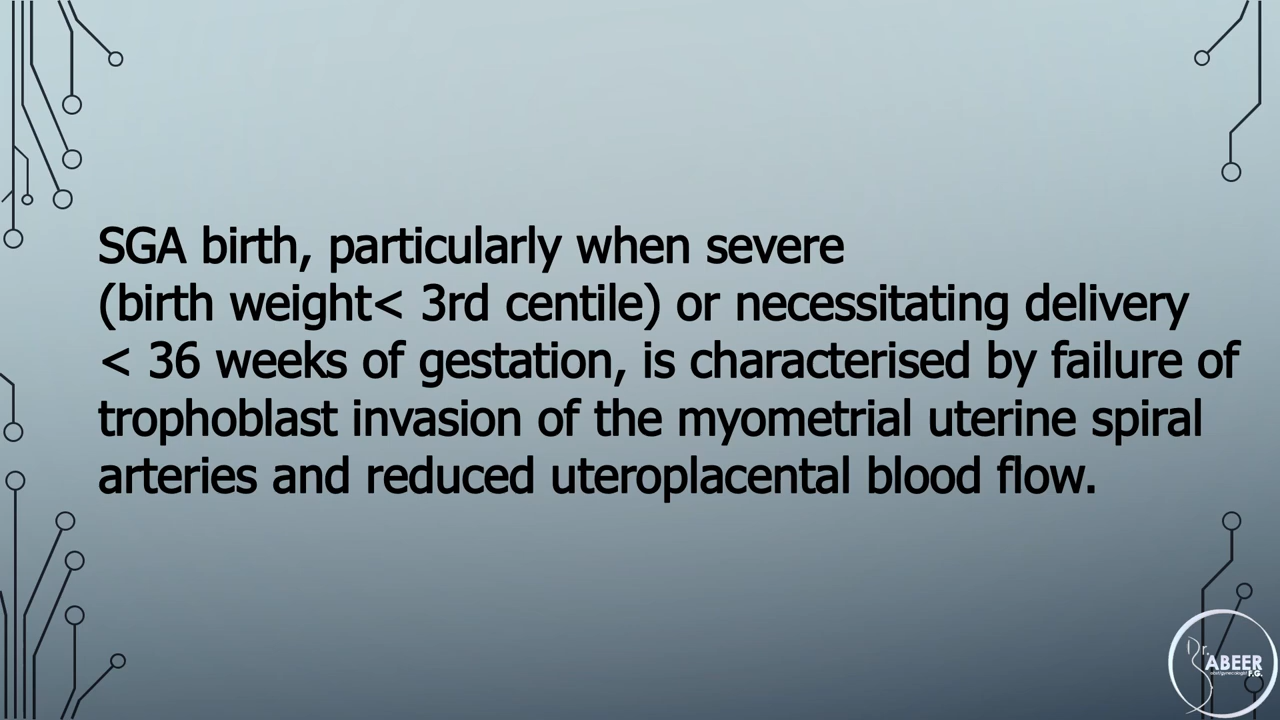 SGA birth, particularly when severe
(birth weight< 3rd centile) or necessitating delivery
< 36 weeks of gestation, is characterised by failure of
trophoblast invasion of the myometrial uterine spiral
arteries and reduced uteroplacental blood flow.
Dr.
ABEER
F.G.